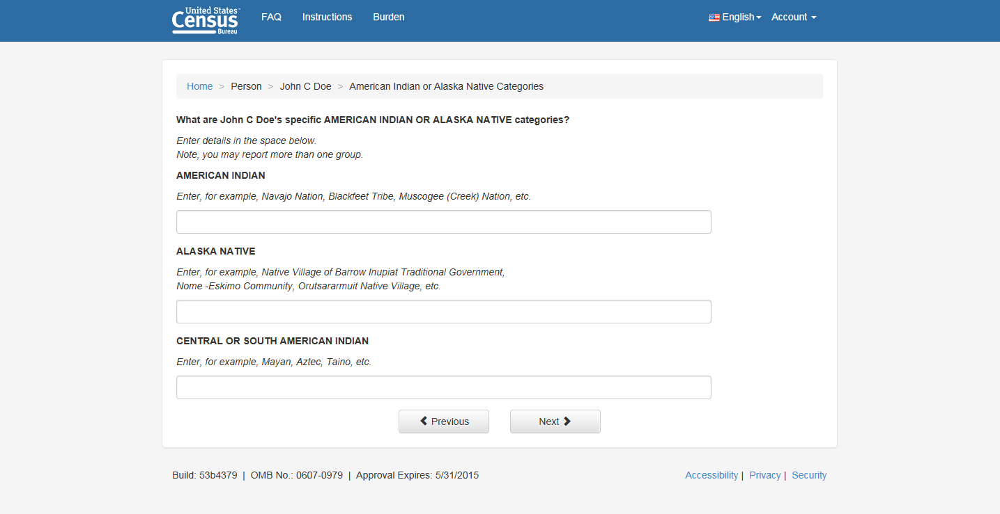 United States™
Census
Bureau
FAQ Instructions Burden
English Account
Home > Person > John C Doe > American Indian or Alaska Native Categories
What are John C Doe's specific AMERICAN INDIAN OR ALASKA NATIVE categories?
Enter details in the space below.
Note, you may report more than one group.
AMERICAN INDIAN
Enter, for example, Navajo Nation, Blackfeet Tribe, Muscogee (Creek) Nation, etc.
ALASKA NATIVE
Enter, for example, Native Village of Barrow Inupiat Traditional Government,
Nome -Eskimo Community, Orutsararmuit Native Village, etc.
CENTRAL OR SOUTH AMERICAN INDIAN
Enter, for example, Mayan, Aztec, Taino, etc.
Previous Next
Build: 53b4379 | OMB No.: 0607-0979 | Approval Expires: 5/31/2015
Accessibility | Privacy | Security